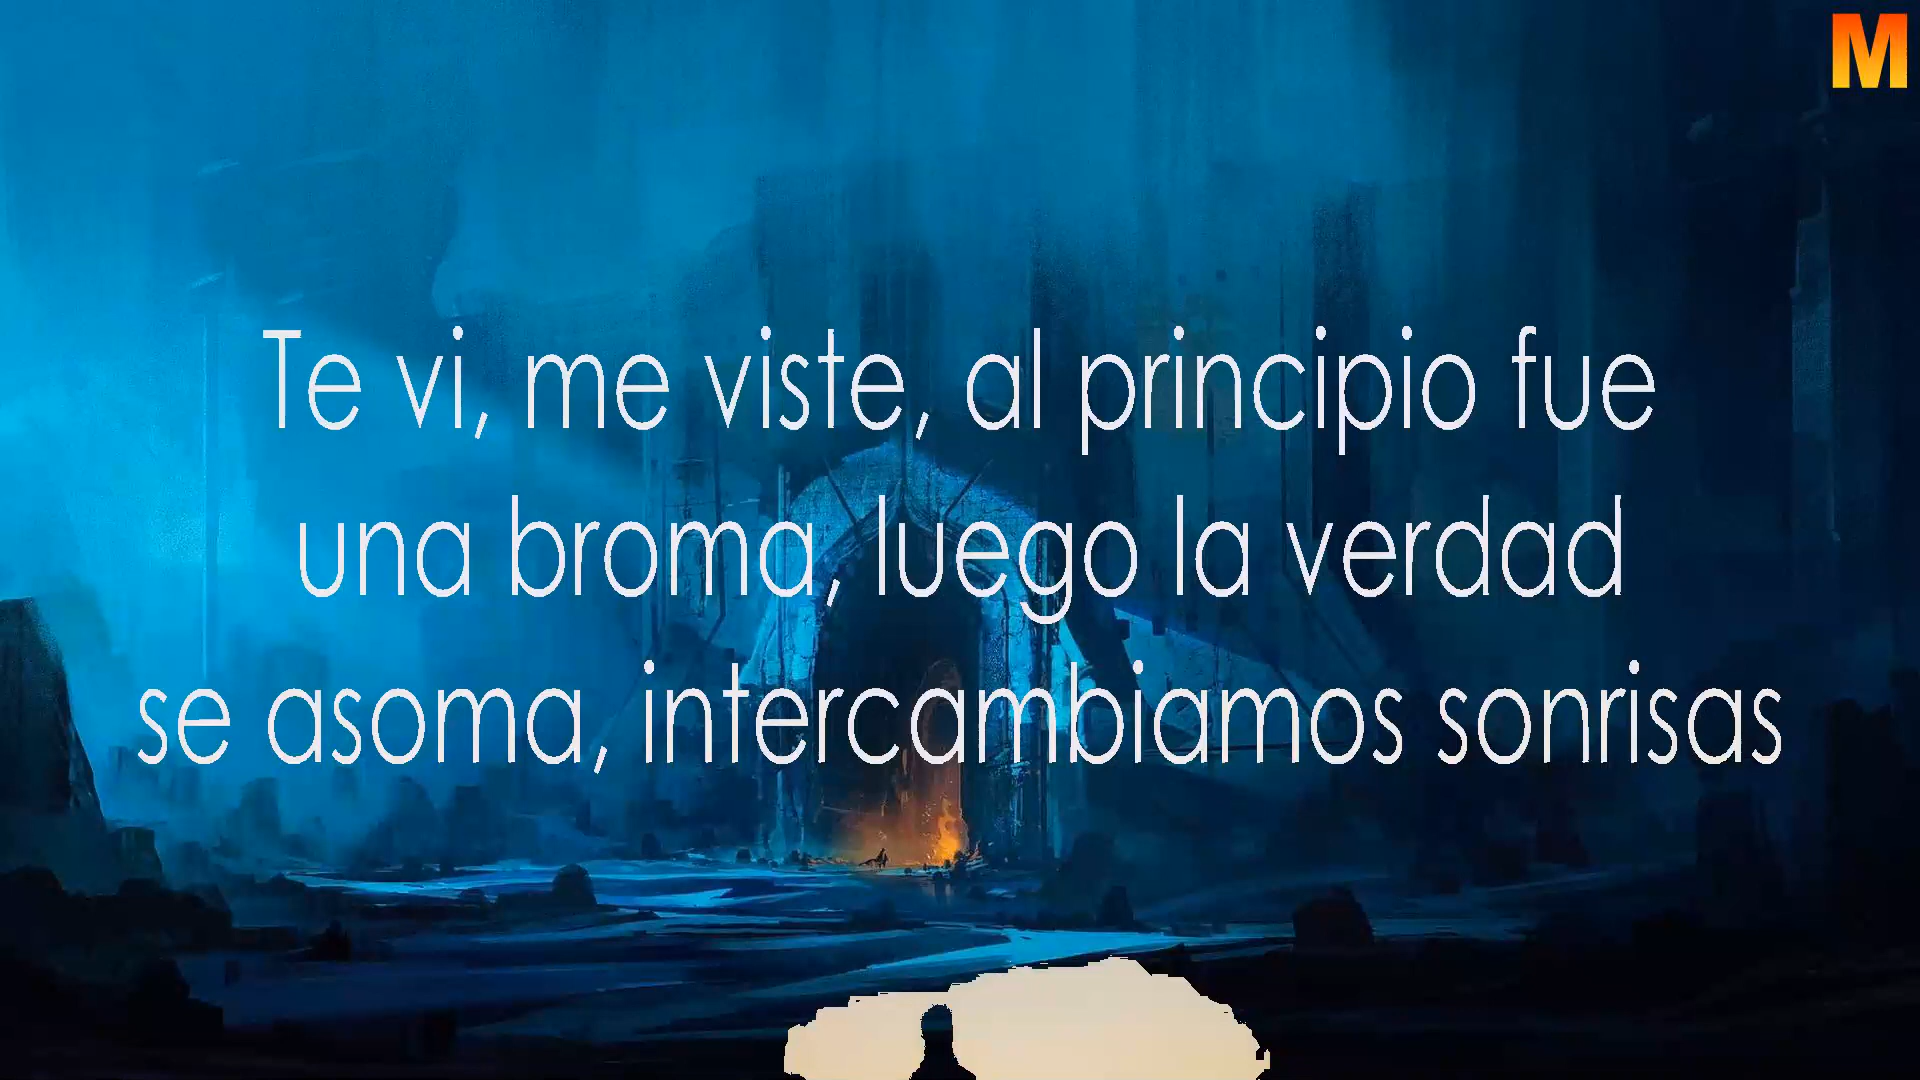 M
Te vi, me viste, al principio fue
una broma, luego la verdad
se asoma, intercambiamos sonrisas